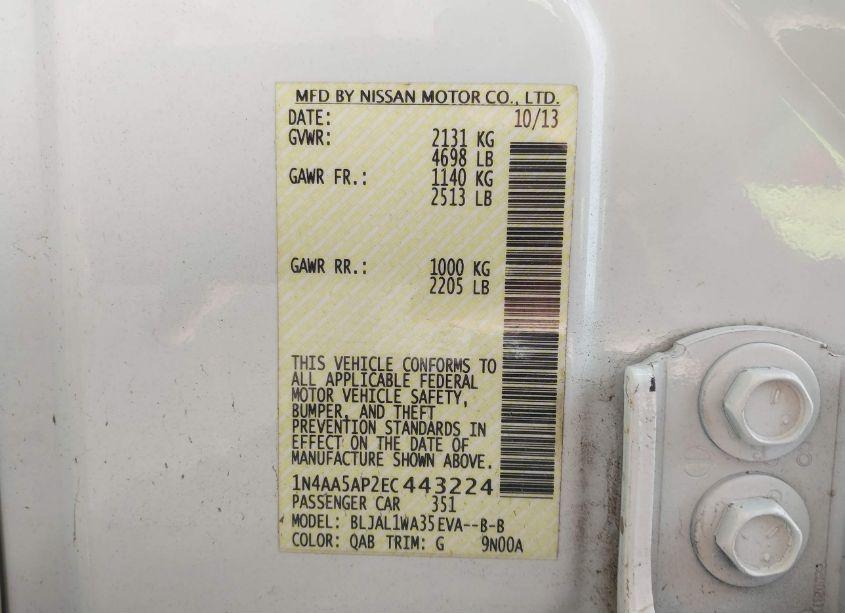 MFD BY NISSAN MOTOR CO., LTD.
DATE: 10/13
GVWR: 2131 KG
4698 LB
GAWR FR.: 1140 KG
2513 LB
GAWR RR.: 1000 KG
2205 LB
THIS VEHICLE CONFORMS TO
ALL APPLICABLE FEDERAL
MOTOR VEHICLE SAFETY,
BUMPER, AND THEFT
PREVENTION STANDARDS IN
EFFECT ON THE DATE OF
MANUFACTURE SHOWN ABOVE.
1N4AA5AP2EC443224
PASSENGER CAR 351
MODEL: BLJAL1WA35EVA--B-B
COLOR: QAB TRIM: G 9N00A